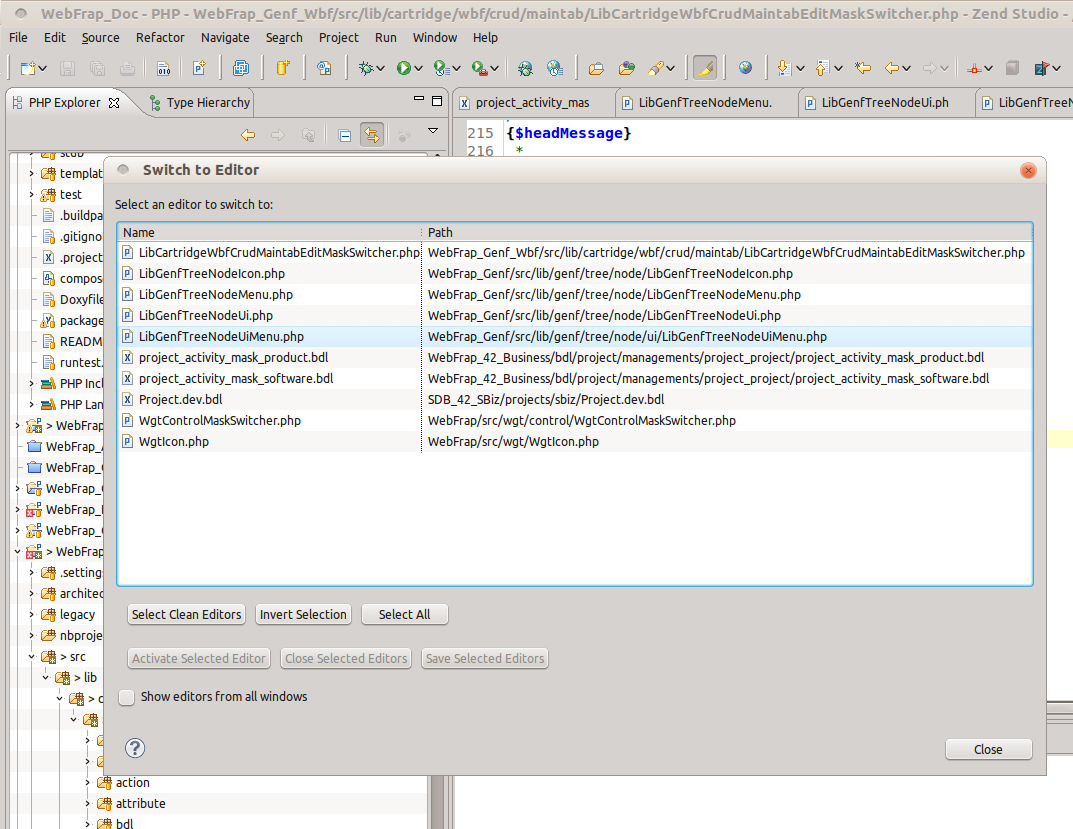 WebFrap_Doc - PHP - WebFrap_Genf_Wbf/src/lib/cartridge/wbf/crud/maintab/LibCartridgeWbfCrudMaintabEditMaskSwitcher.php - Zend Studio -
File Edit Source Refactor Navigate Search Project Run Window Help
PHP Explorer Type Hierarchy
project_activity_mas LibGenfTreeNodeMenu. LibGenfTreeNodeUi.ph LibGenfTreeN
215 {$headMessage}
216 *
stub
templat
test
.buildpa
.gitigno
.project
compos
Doxyfile
package
READM
runtest.
PHP Incl
PHP Lan
> WebFrap
WebFrap_
WebFrap_
WebFrap_
WebFrap_
WebFrap_
> WebFrap
.settings
architec
legacy
nbproje
> src
> lib
> c
action
attribute
bdl
Switch to Editor
Select an editor to switch to:
Name Path
LibCartridgeWbfCrudMaintabEditMaskSwitcher.php WebFrap_Genf_Wbf/src/lib/cartridge/wbf/crud/maintab/LibCartridgeWbfCrudMaintabEditMaskSwitcher.php
LibGenfTreeNodeIcon.php WebFrap_Genf/src/lib/genf/tree/node/LibGenfTreeNodeIcon.php
LibGenfTreeNodeMenu.php WebFrap_Genf/src/lib/genf/tree/node/LibGenfTreeNodeMenu.php
LibGenfTreeNodeUi.php WebFrap_Genf/src/lib/genf/tree/node/LibGenfTreeNodeUi.php
LibGenfTreeNodeUiMenu.php WebFrap_Genf/src/lib/genf/tree/node/ui/LibGenfTreeNodeUiMenu.php
project_activity_mask_product.bdl WebFrap_42_Business/bdl/project/managements/project_project/project_activity_mask_product.bdl
project_activity_mask_software.bdl WebFrap_42_Business/bdl/project/managements/project_project/project_activity_mask_software.bdl
Project.dev.bdl SDB_42_SBiz/projects/sbiz/Project.dev.bdl
WgtControlMaskSwitcher.php WebFrap/src/wgt/control/WgtControlMaskSwitcher.php
WgtIcon.php WebFrap/src/wgt/WgtIcon.php
Select Clean Editors Invert Selection Select All
Activate Selected Editor Close Selected Editors Save Selected Editors
Show editors from all windows
Close